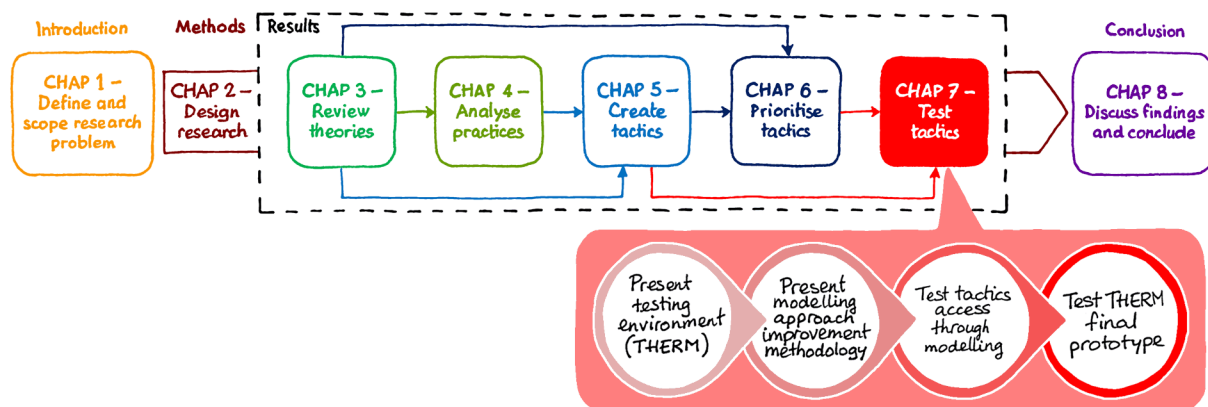 Introduction
CHAP 1 –
Define and
scope research
problem
Methods
CHAP 2 –
Design
research
Results
CHAP 3 –
Review
theories
CHAP 4 –
Analyse
practices
CHAP 5 –
Create
tactics
CHAP 6 –
Prioritise
tactics
CHAP 7 –
Test
tactics
Conclusion
CHAP 8 –
Discuss findings
and conclude
Present
testing
environment
(THERM)
Present
modelling
approach
improvement
methodology
Test tactics
access
through
modelling
Test THERM
final
prototype